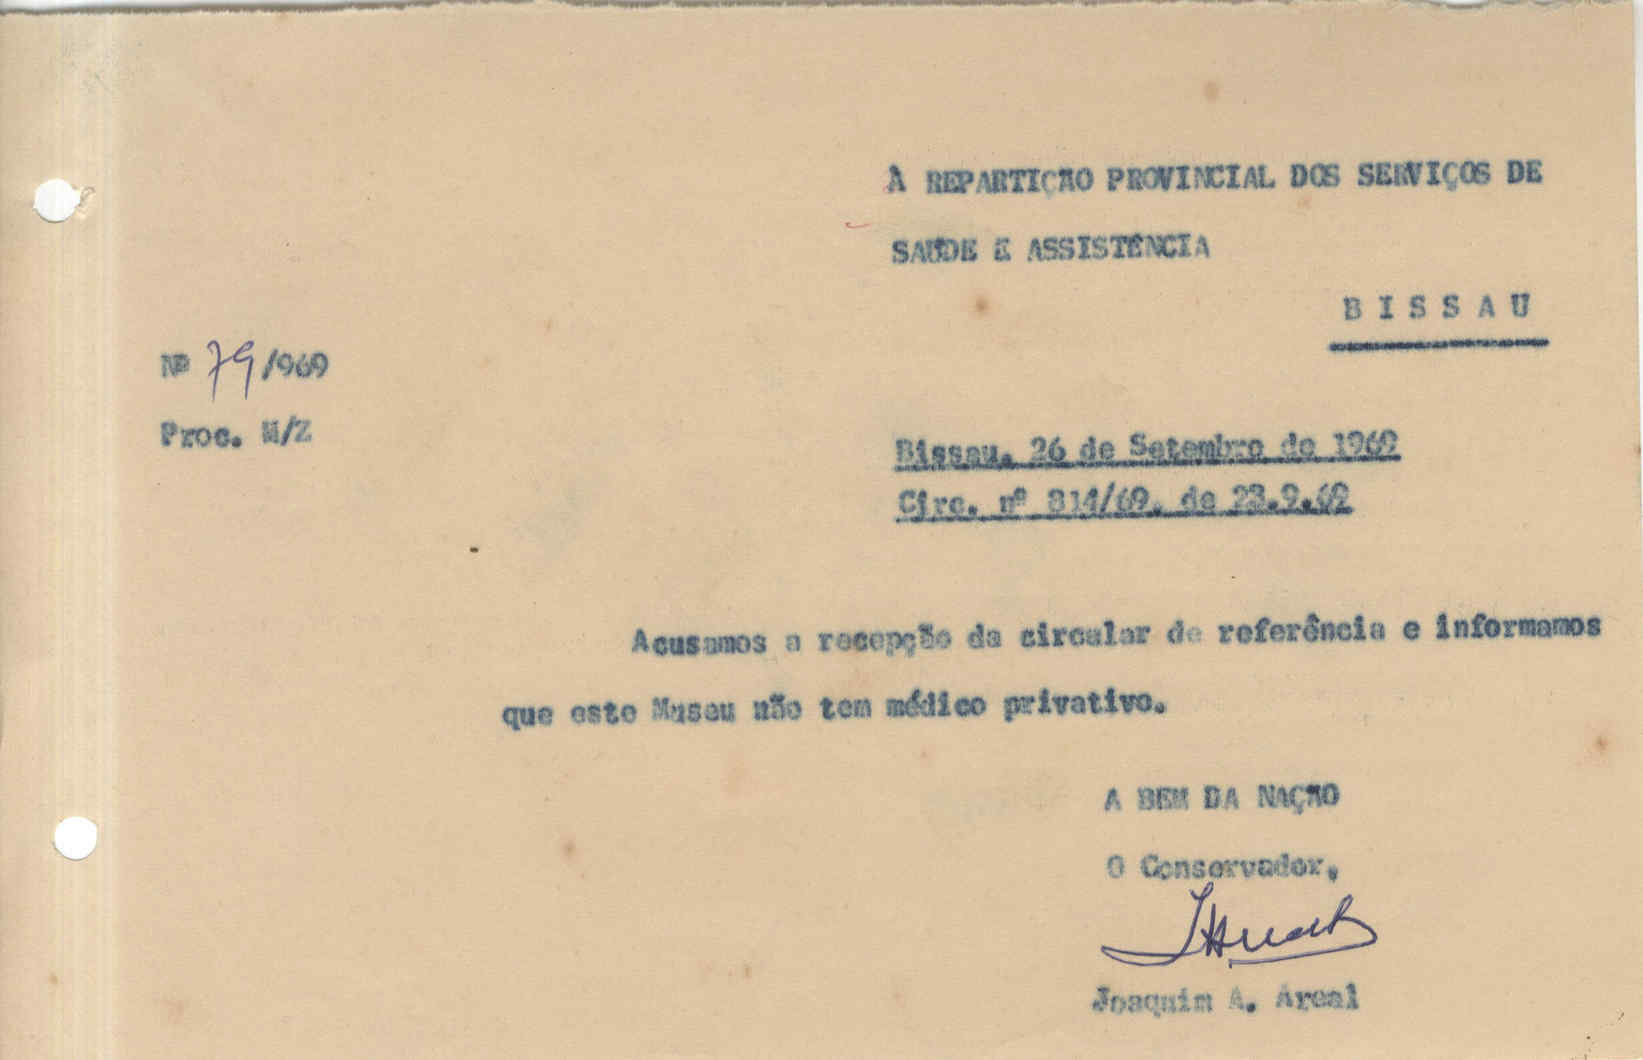 À REPARTIÇÃO PROVINCIAL DOS SERVIÇOS DE
SAÚDE E ASSISTÊNCIA
B I S S A U
Nº 79/969
Proc. M/Z
Bissau, 26 de Setembro de 1969
Circ. nº 814/69, de 23.9.69
Acusamos a recepção da circular de referência e informamos
que este Museu não tem médico privativo.
A BEM DA NAÇÃO
O Conservador,
Joaquim A. Areal